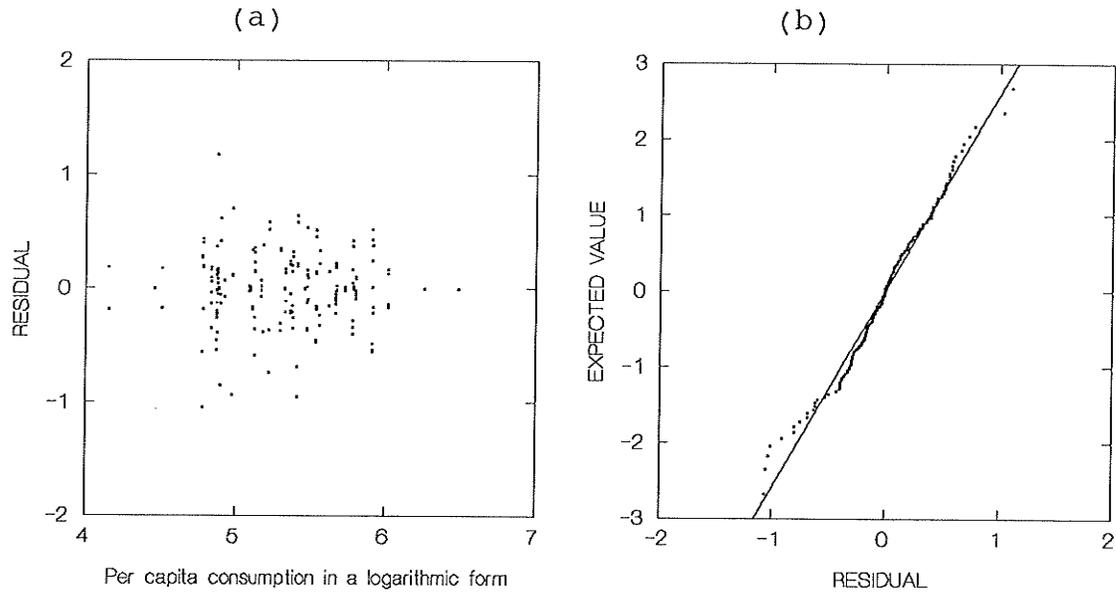 (a)
2
1
0
−1
−2
RESIDUAL
4 5 6 7
Per capita consumption in a logarithmic form
(b)
3
2
1
0
−1
−2
−3
EXPECTED VALUE
−2 −1 0 1 2
RESIDUAL